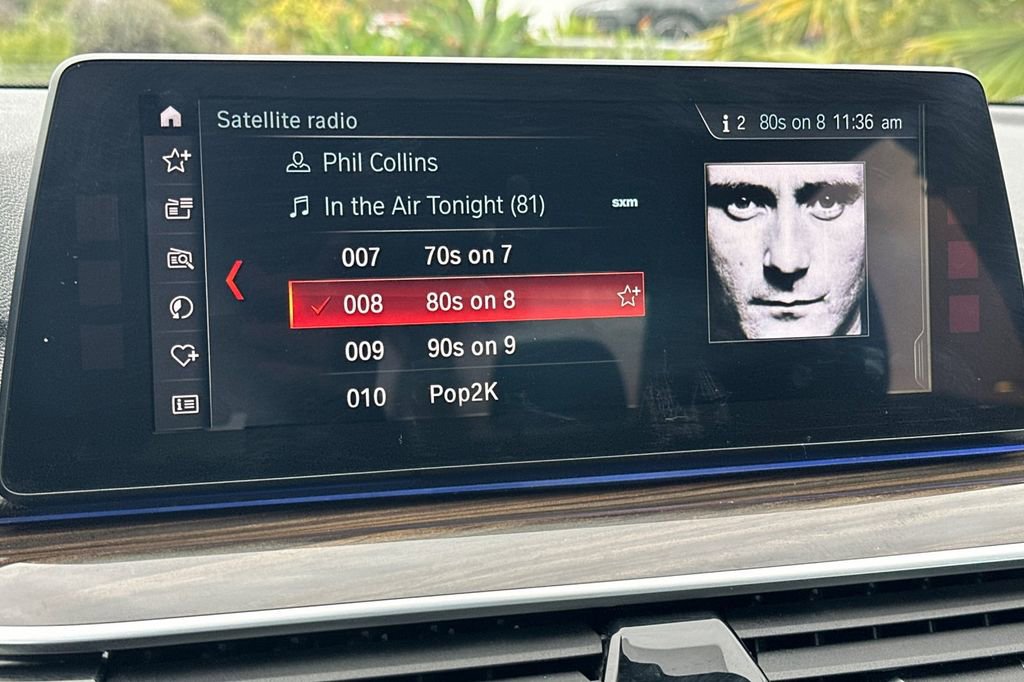 Satellite radio
2 80s on 8 11:36 am
Phil Collins
In the Air Tonight (81)
sxm
007 70s on 7
008 80s on 8
009 90s on 9
010 Pop2K